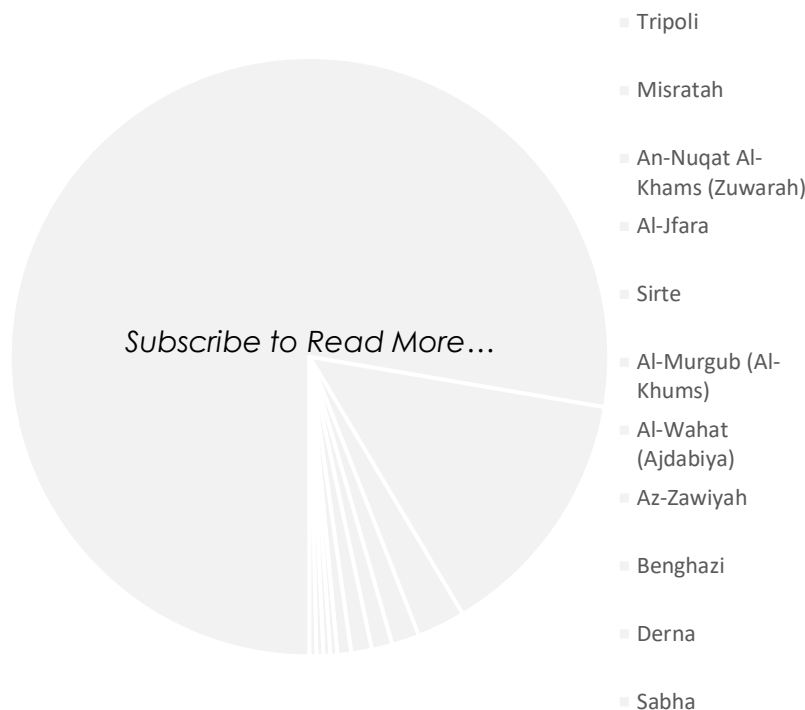 Tripoli
Misratah
An-Nuqat Al-
Khams (Zuwarah)
Al-Jfara
Sirte
Subscribe to Read More…
Al-Murgub (Al-
Khums)
Al-Wahat
(Ajdabiya)
Az-Zawiyah
Benghazi
Derna
Sabha